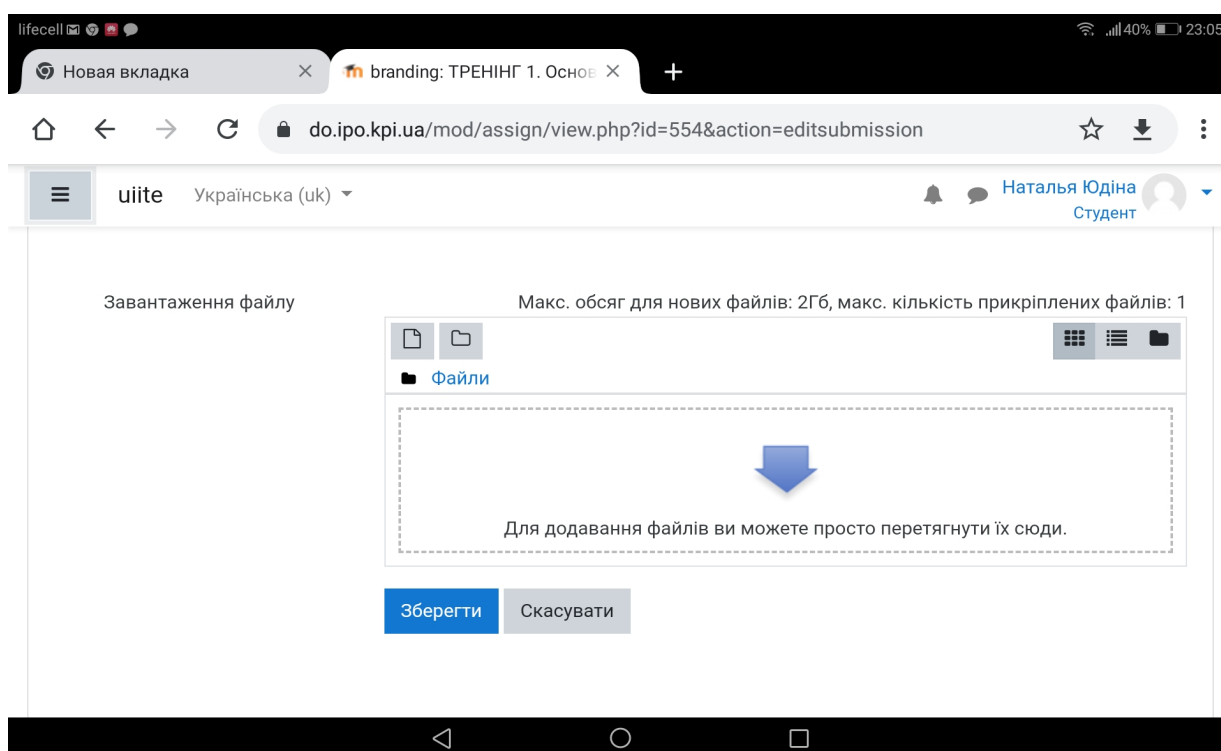 lifecell 40% 23:05
Новая вкладка branding: ТРЕНІНГ 1. Основ
do.ipo.kpi.ua/mod/assign/view.php?id=554&action=editsubmission
uiite Українська (uk) Наталья Юдіна
Студент
Завантаження файлу Макс. обсяг для нових файлів: 2Гб, макс. кількість прикріплених файлів: 1
Файли
Для додавання файлів ви можете просто перетягнути їх сюди.
Зберегти Скасувати